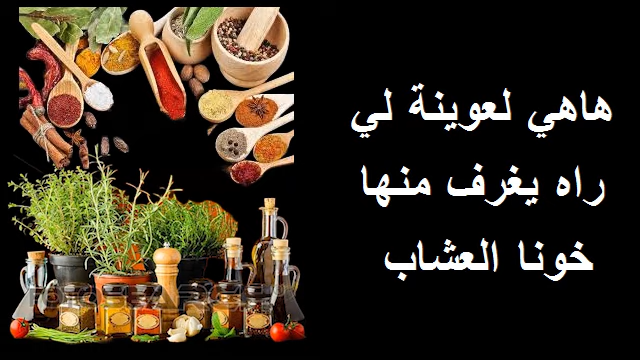 هاهي لعوينة لي
راه يغرف منها
خونا العشاب